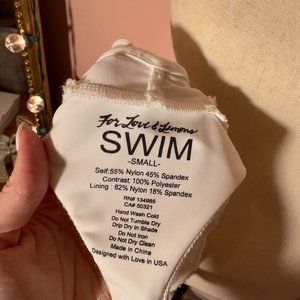 For Love & Lemons
SWIM
-SMALL-
Self:55% Nylon 45% Spandex
Contrast: 100% Polyester
Lining : 82% Nylon 18% Spandex
RN# 134985
CA# 50321
Hand Wash Cold
Do Not Tumble Dry
Drip Dry in Shade
Do Not Iron
Do Not Dry Clean
Made in China
Designed with Love in USA